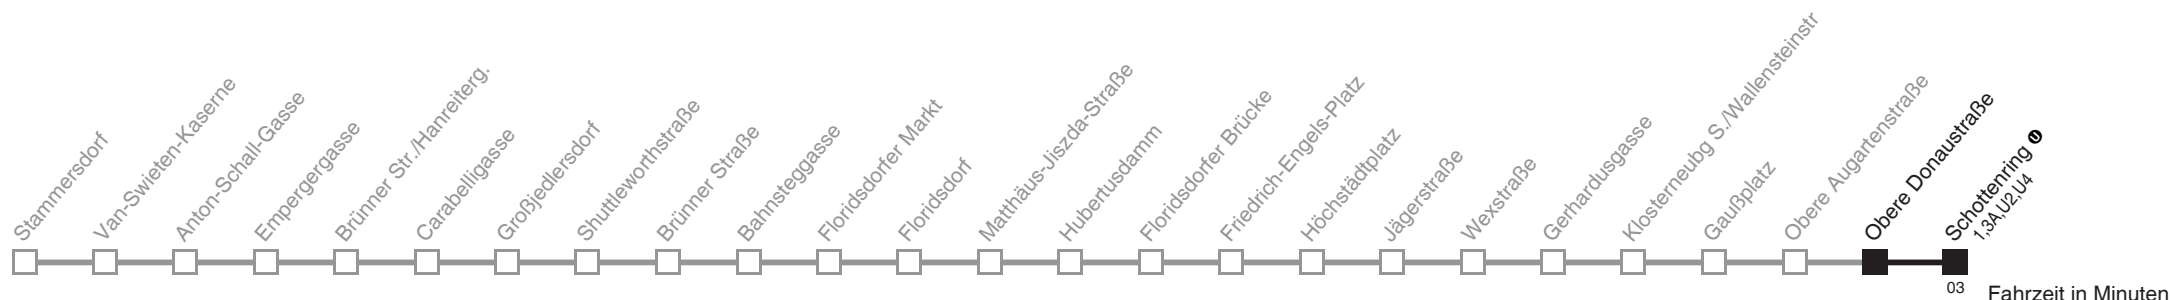 Stammersdorf
Van-Swieten-Kaserne
Anton-Schall-Gasse
Empergergasse
Brünner Str./Hanreiterg.
Carabelligasse
Großjedlersdorf
Shuttleworthstraße
Brünner Straße
Bahnsteggasse
Floridsdorfer Markt
Floridsdorf
Matthäus-Jiszda-Straße
Hubertusdamm
Floridsdorfer Brücke
Friedrich-Engels-Platz
Höchstädtplatz
Jägerstraße
Wexstraße
Gerhardusgasse
Klosterneubg S./Wallensteinstr
Gaußplatz
Obere Augartenstraße
Obere Donaustraße
Schottenring U
1,3A,U2,U4
03
Fahrzeit in Minuten